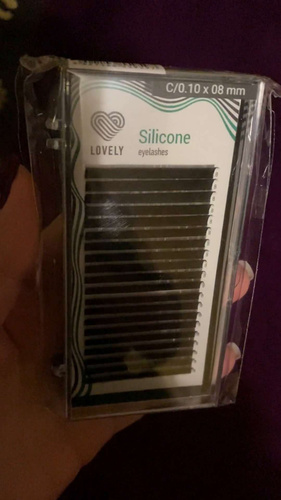 C/0.10 x 08 mm
LOVELY
Silicone
eyelashes